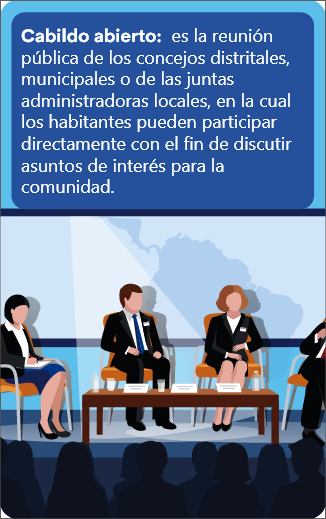 Cabildo abierto: es la reunión
pública de los concejos distritales,
municipales o de las juntas
administradoras locales, en la cual
los habitantes pueden participar
directamente con el fin de discutir
asuntos de interés para la
comunidad.